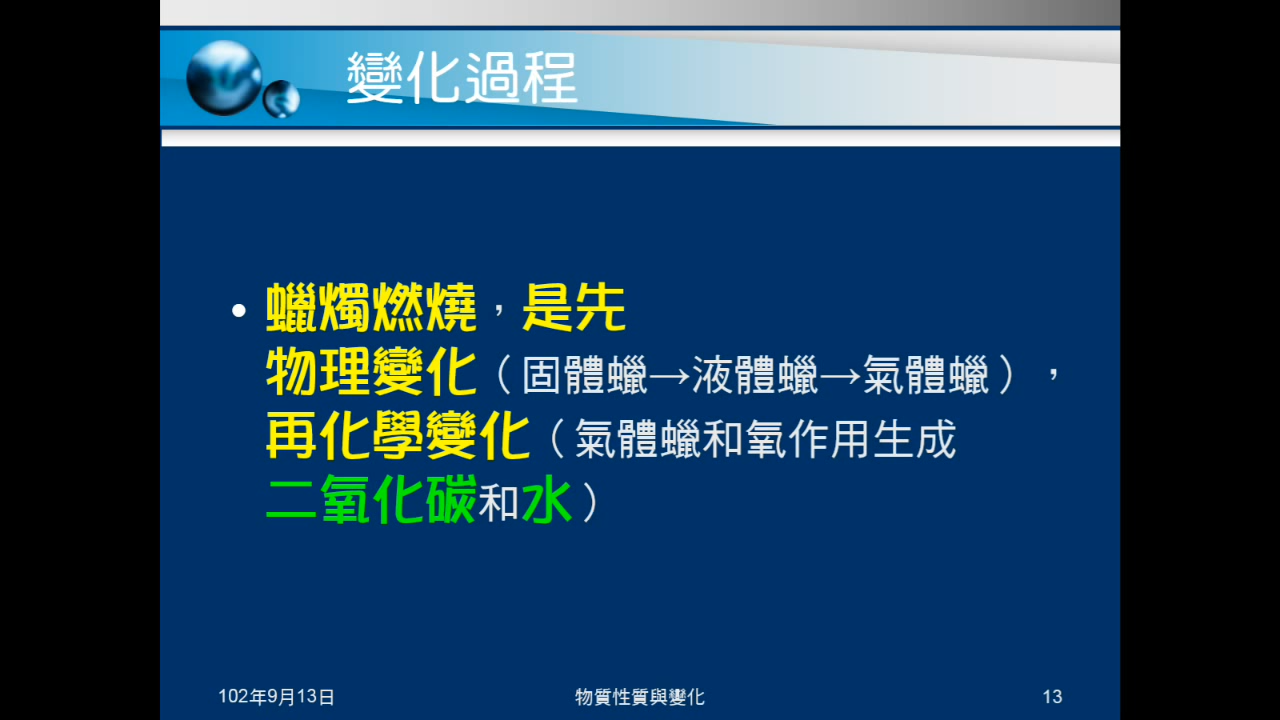 變化過程
• 蠟燭燃燒，是先
物理變化（固體蠟→液體蠟→氣體蠟），
再化學變化（氣體蠟和氧作用生成
二氧化碳和水）
102年9月13日
物質性質與變化
13